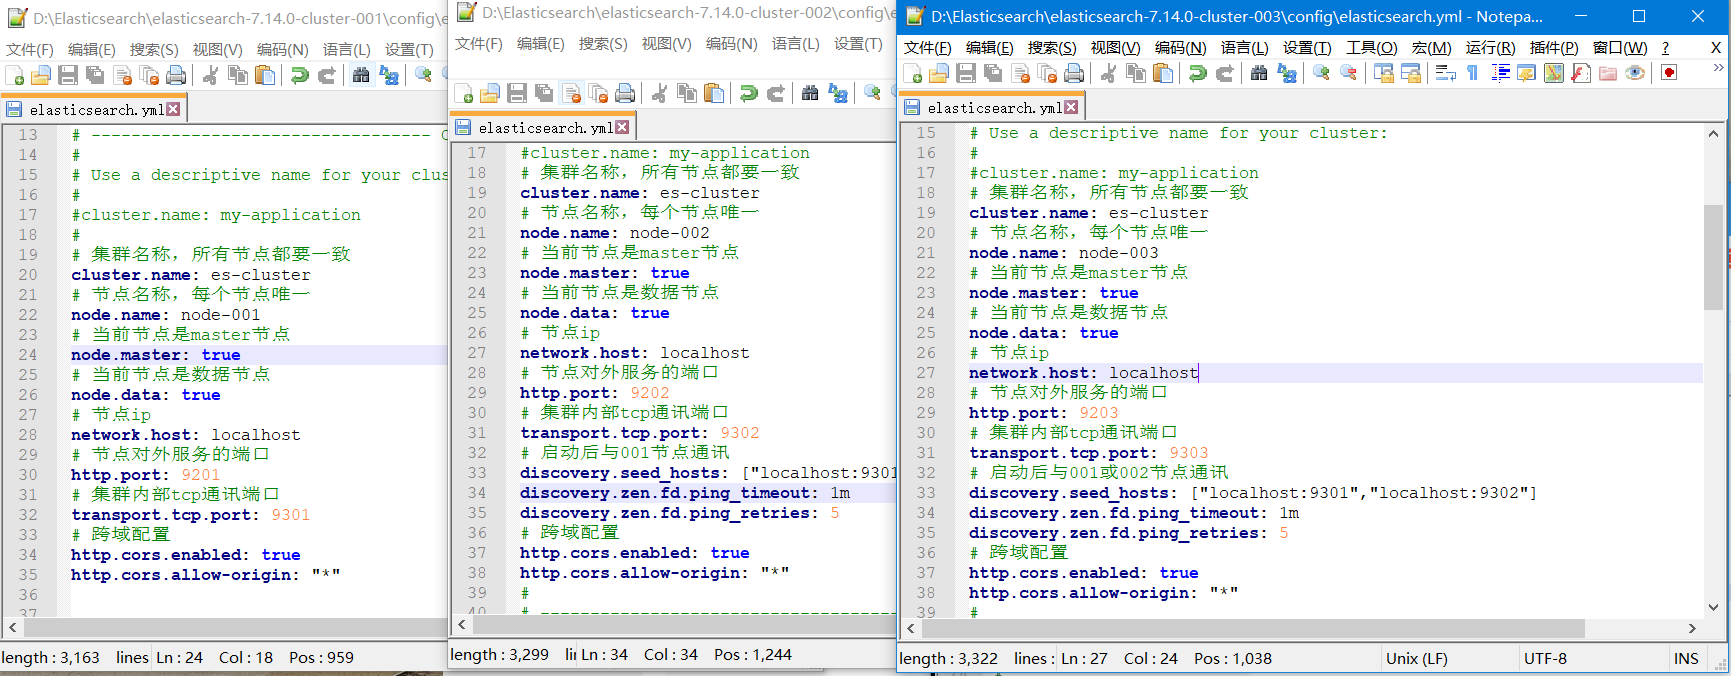 D:\Elasticsearch\elasticsearch-7.14.0-cluster-001\config\e
文件(F) 编辑(E) 搜索(S) 视图(V) 编码(N) 语言(L) 设置(T)
elasticsearch.yml
13 # ---------------------------------- C
14 #
15 # Use a descriptive name for your clus
16 #
17 #cluster.name: my-application
18 #
19 # 集群名称，所有节点都要一致
20 cluster.name: es-cluster
21 # 节点名称，每个节点唯一
22 node.name: node-001
23 # 当前节点是master节点
24 node.master: true
25 # 当前节点是数据节点
26 node.data: true
27 # 节点ip
28 network.host: localhost
29 # 节点对外服务的端口
30 http.port: 9201
31 # 集群内部tcp通讯端口
32 transport.tcp.port: 9301
33 # 跨域配置
34 http.cors.enabled: true
35 http.cors.allow-origin: "*"
36
37
length : 3,163 lines Ln : 24 Col : 18 Pos : 959
D:\Elasticsearch\elasticsearch-7.14.0-cluster-002\config\e
文件(F) 编辑(E) 搜索(S) 视图(V) 编码(N) 语言(L) 设置(T)
elasticsearch.yml
17 #cluster.name: my-application
18 # 集群名称，所有节点都要一致
19 cluster.name: es-cluster
20 # 节点名称，每个节点唯一
21 node.name: node-002
22 # 当前节点是master节点
23 node.master: true
24 # 当前节点是数据节点
25 node.data: true
26 # 节点ip
27 network.host: localhost
28 # 节点对外服务的端口
29 http.port: 9202
30 # 集群内部tcp通讯端口
31 transport.tcp.port: 9302
32 # 启动后与001节点通讯
33 discovery.seed_hosts: ["localhost:9301
34 discovery.zen.fd.ping_timeout: 1m
35 discovery.zen.fd.ping_retries: 5
36 # 跨域配置
37 http.cors.enabled: true
38 http.cors.allow-origin: "*"
39 #
40 # ------------------------------------
length : 3,299 li Ln : 34 Col : 34 Pos : 1,244
D:\Elasticsearch\elasticsearch-7.14.0-cluster-003\config\elasticsearch.yml - Notepa...
文件(F) 编辑(E) 搜索(S) 视图(V) 编码(N) 语言(L) 设置(T) 工具(O) 宏(M) 运行(R) 插件(P) 窗口(W) ? X
elasticsearch.yml
15 # Use a descriptive name for your cluster:
16 #
17 #cluster.name: my-application
18 # 集群名称，所有节点都要一致
19 cluster.name: es-cluster
20 # 节点名称，每个节点唯一
21 node.name: node-003
22 # 当前节点是master节点
23 node.master: true
24 # 当前节点是数据节点
25 node.data: true
26 # 节点ip
27 network.host: localhost
28 # 节点对外服务的端口
29 http.port: 9203
30 # 集群内部tcp通讯端口
31 transport.tcp.port: 9303
32 # 启动后与001或002节点通讯
33 discovery.seed_hosts: ["localhost:9301","localhost:9302"]
34 discovery.zen.fd.ping_timeout: 1m
35 discovery.zen.fd.ping_retries: 5
36 # 跨域配置
37 http.cors.enabled: true
38 http.cors.allow-origin: "*"
39 #
length : 3,322 lines : Ln : 27 Col : 24 Pos : 1,038 Unix (LF) UTF-8 INS